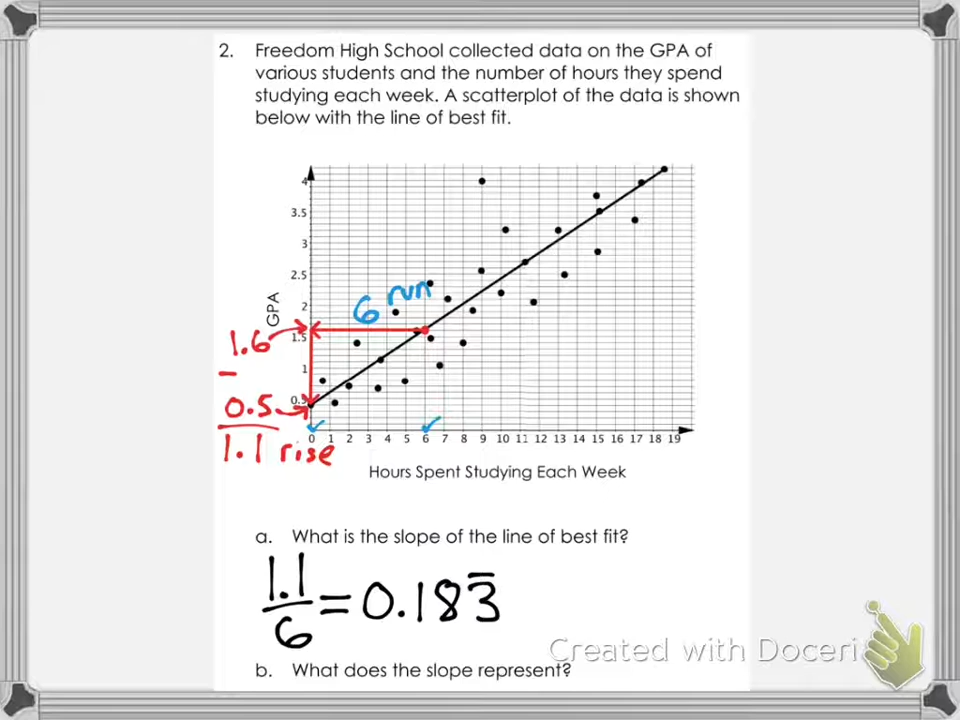 2. Freedom High School collected data on the GPA of
various students and the number of hours they spend
studying each week. A scatterplot of the data is shown
below with the line of best fit.
4
3.5
3
2.5
2
1.5
1
0.5
GPA
6 run
1.6
-
0.5
1.1 rise
0 1 2 3 4 5 6 7 8 9 10 11 12 13 14 15 16 17 18 19
Hours Spent Studying Each Week
a. What is the slope of the line of best fit?
1.1/6 = 0.183̅
Created with Doceri
b. What does the slope represent?